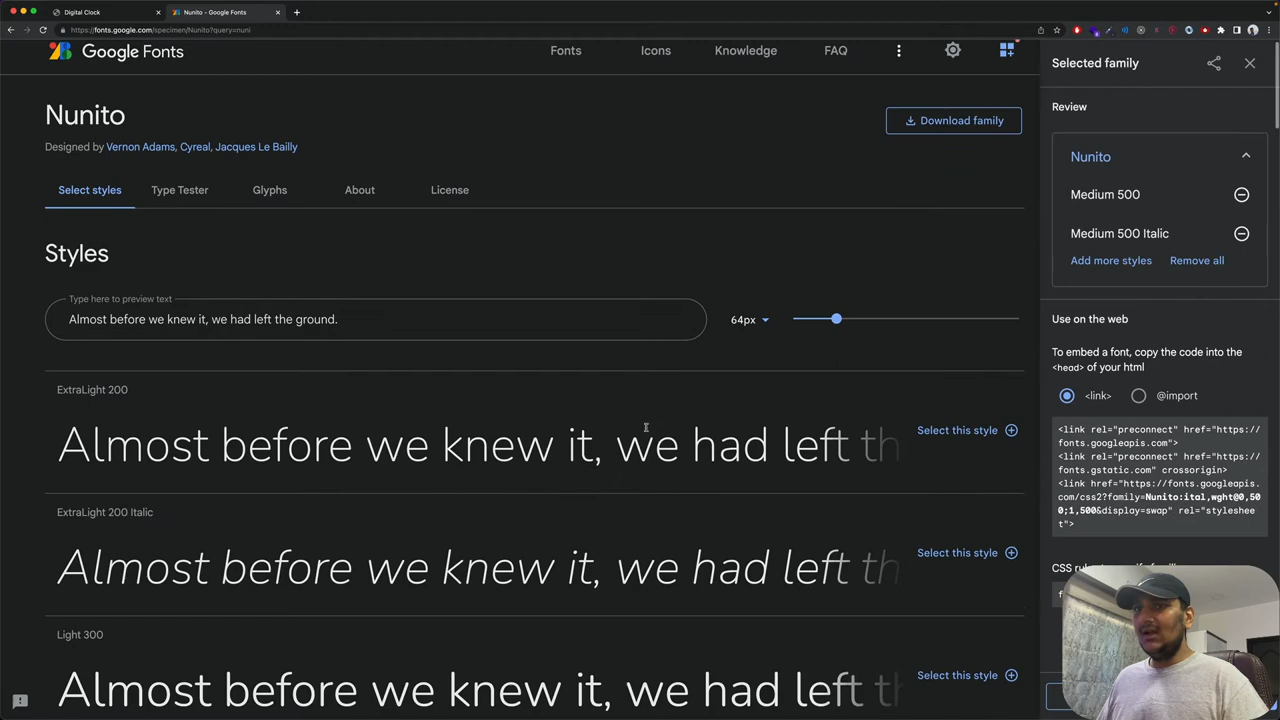 Digital Clock
Nunito - Google Fonts
https://fonts.google.com/specimen/Nunito?query=nuni
Google Fonts
Fonts
Icons
Knowledge
FAQ
Nunito
Download family
Designed by Vernon Adams, Cyreal, Jacques Le Bailly
Select styles
Type Tester
Glyphs
About
License
Styles
Type here to preview text
Almost before we knew it, we had left the ground.
64px
ExtraLight 200
Almost before we knew it, we had left th
Select this style
ExtraLight 200 Italic
Almost before we knew it, we had left th
Select this style
Light 300
Almost before we knew it, we had left th
Select this style
Selected family
Review
Nunito
Medium 500
Medium 500 Italic
Add more styles
Remove all
Use on the web
To embed a font, copy the code into the
<head> of your html
<link>
@import
<link rel="preconnect" href="https://
fonts.googleapis.com">
<link rel="preconnect" href="https://
fonts.gstatic.com" crossorigin>
<link href="https://fonts.googleapis.
com/css2?family=Nunito:ital,wght@0,50
0;1,500&display=swap" rel="styleshee
t">
CSS rul